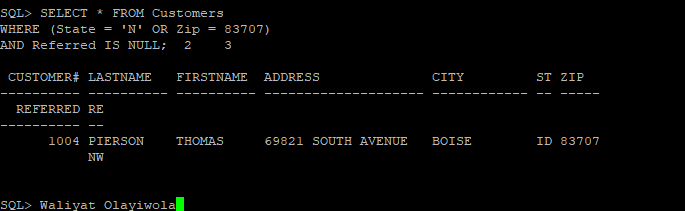 SQL> SELECT * FROM Customers
WHERE (State = 'N' OR Zip = 83707)
AND Referred IS NULL;  2    3
CUSTOMER# LASTNAME   FIRSTNAME  ADDRESS              CITY         ST ZIP
---------- ---------- ---------- -------------------- ------------ -- -----
REFERRED RE
---------- --
1004 PIERSON    THOMAS     69821 SOUTH AVENUE   BOISE        ID 83707
NW
SQL> Waliyat Olayiwola